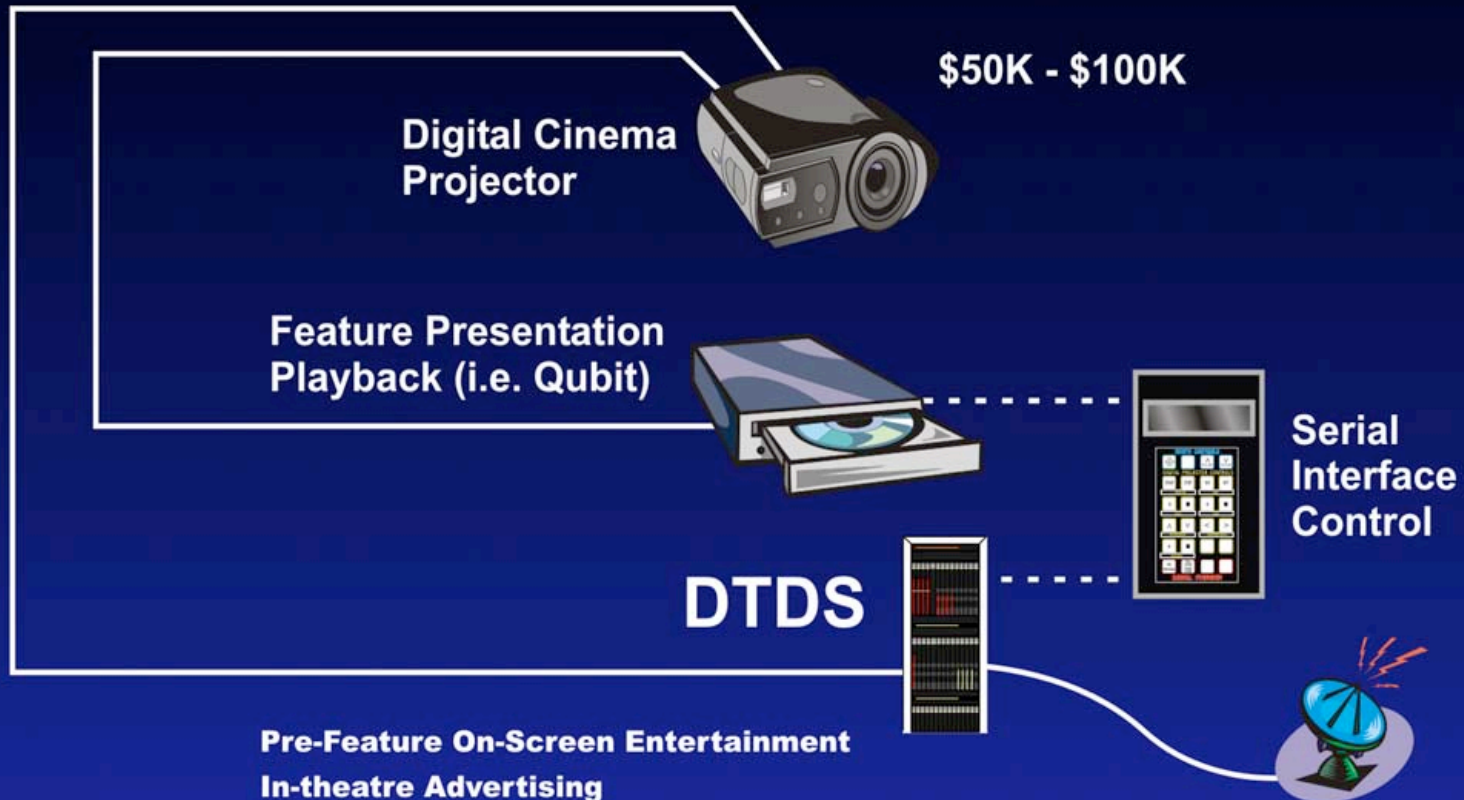 $50K - $100K
Digital Cinema
Projector
Feature Presentation
Playback (i.e. Qubit)
Serial
Interface
Control
DTDS
Pre-Feature On-Screen Entertainment
In-theatre Advertising